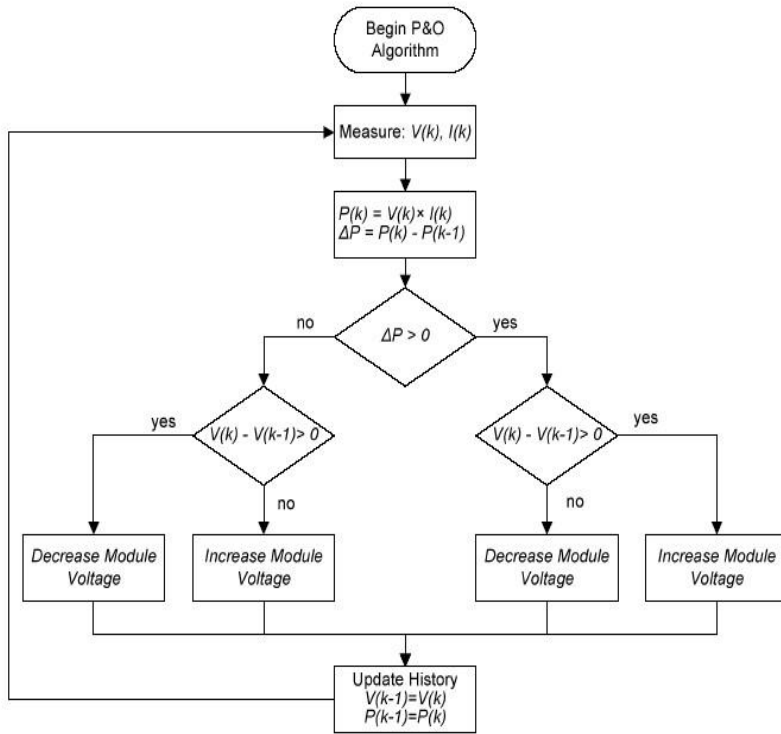 Begin P&O
Algorithm
Measure: V(k), I(k)
P(k) = V(k)× I(k)
ΔP = P(k) - P(k-1)
no
ΔP > 0
yes
yes
V(k) - V(k-1)> 0
no
V(k) - V(k-1)> 0
yes
no
Decrease Module
Voltage
Increase Module
Voltage
Decrease Module
Voltage
Increase Module
Voltage
Update History
V(k-1)=V(k)
P(k-1)=P(k)